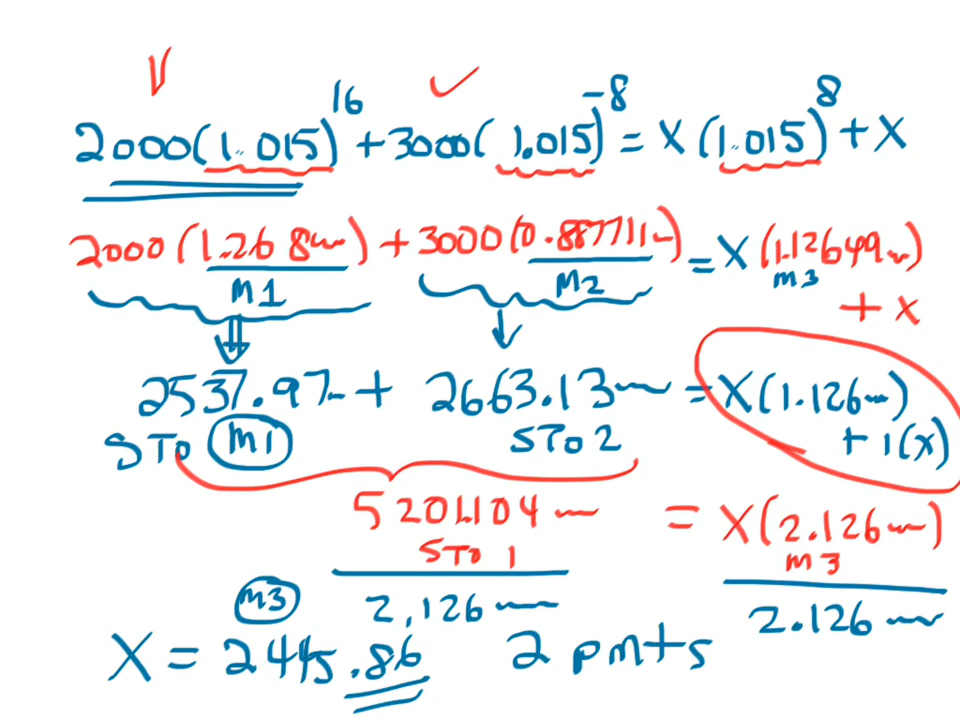 2000(1.015)^16 + 3000(1.015)^-8 = X(1.015)^8 + X
2000(1.268~) + 3000(0.887711~) = X(1.12649~)
M1 M2 M3
+ X
2537.97~ + 2663.13~ = X(1.126~)
STO M1 STO 2 + 1(X)
5201.104~ = X(2.126~)
STO 1 M3
M3 2.126~ 2.126~
X = 2445.86 2 pmts